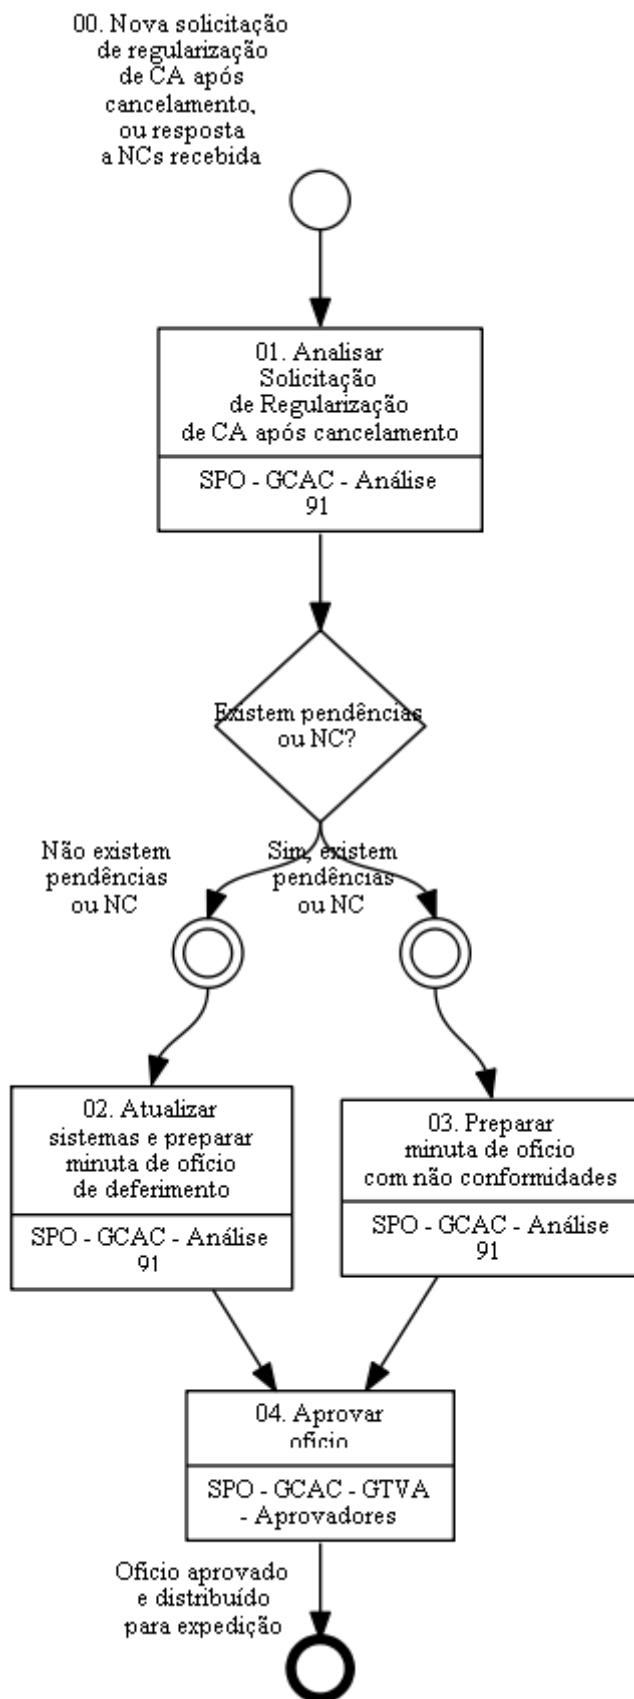 00. Nova solicitação
de regularização
de CA após
cancelamento,
ou resposta
a NCs recebida
01. Analisar
Solicitação
de Regularização
de CA após cancelamento
SPO - GCAC - Análise
91
Existem pendências
ou NC?
Não existem
pendências
ou NC
Sim, existem
pendências
ou NC
02. Atualizar
sistemas e preparar
minuta de ofício
de deferimento
SPO - GCAC - Análise
91
03. Preparar
minuta de ofício
com não conformidades
SPO - GCAC - Análise
91
04. Aprovar
ofício
SPO - GCAC - GTVA
- Aprovadores
Ofício aprovado
e distribuído
para expedição